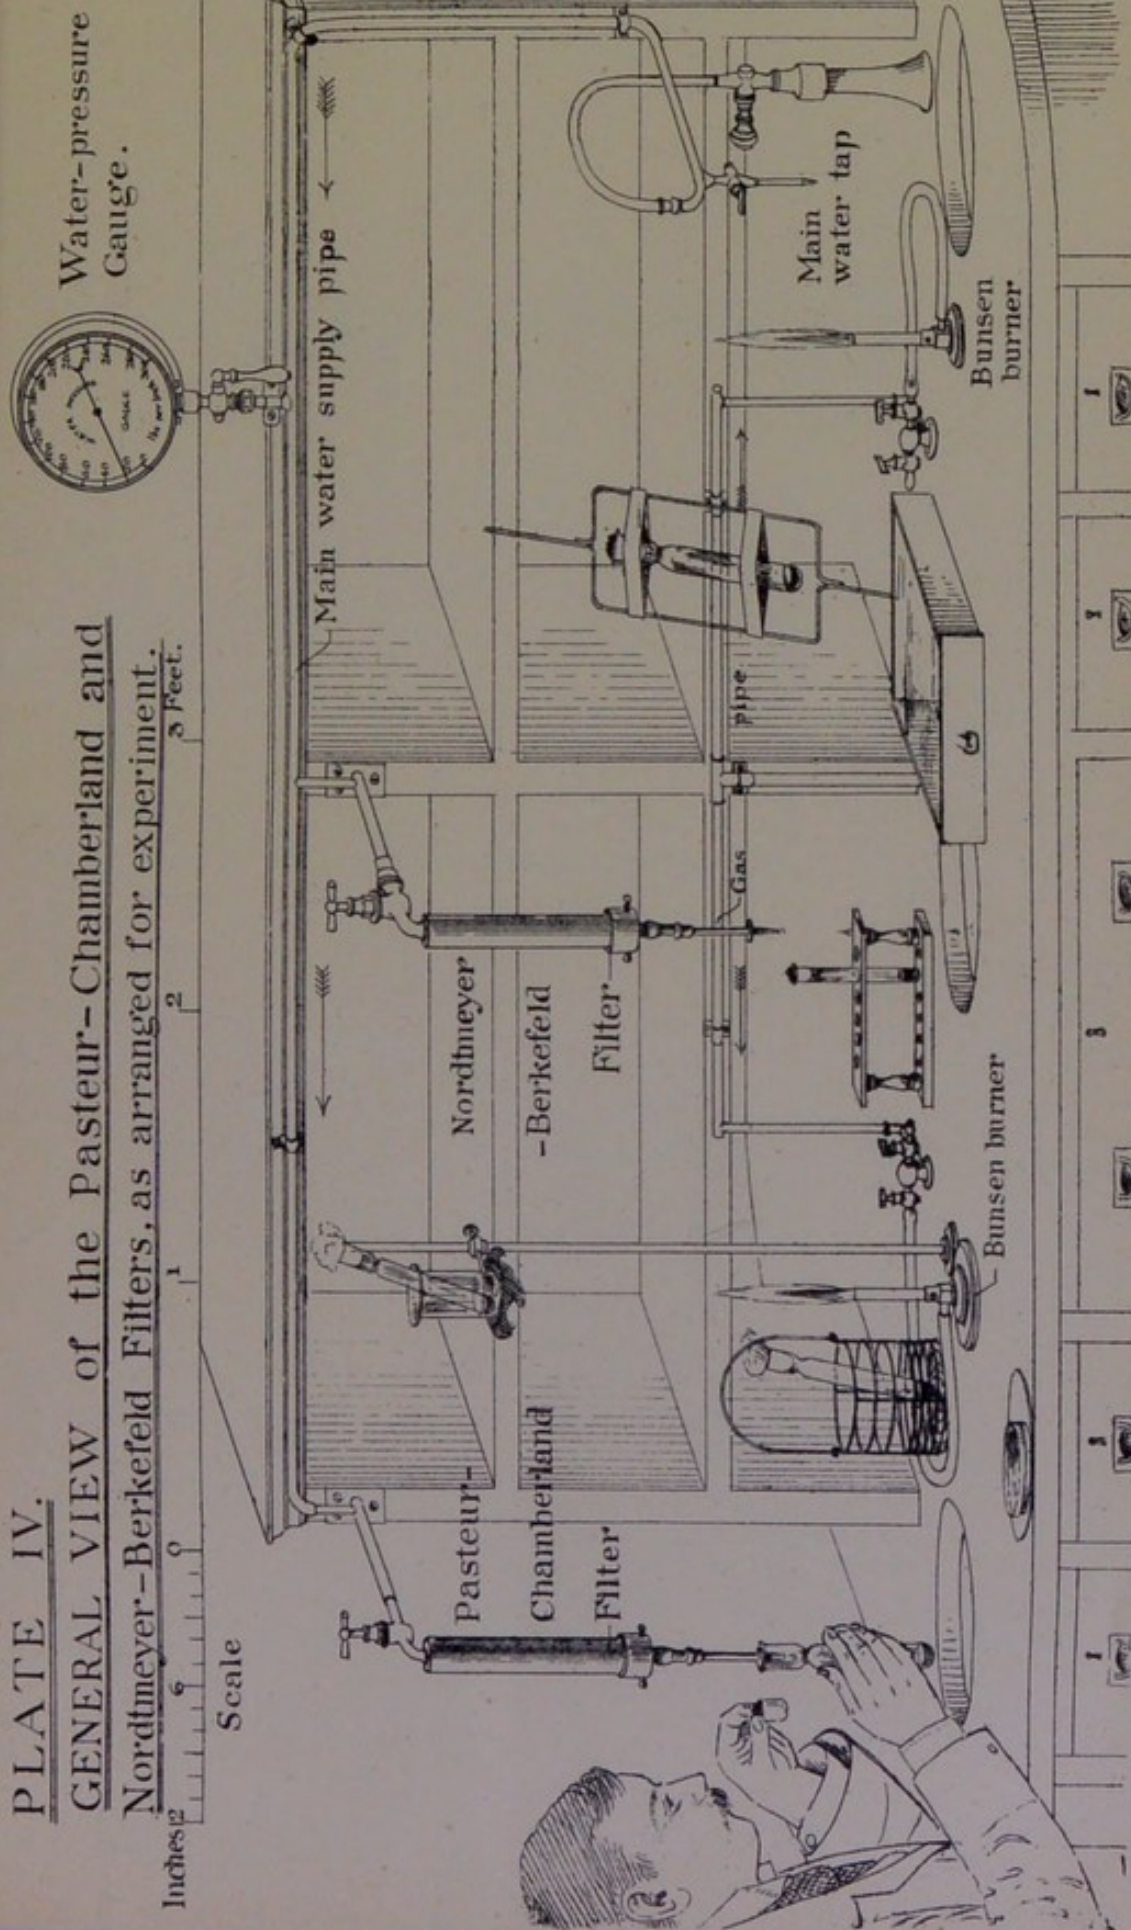 PLATE IV.
GENERAL VIEW of the Pasteur-Chamberland and
Nordtmeyer-Berkefeld Filters, as arranged for experiment.
Inches 12 6 0 1 2 3 Feet.
Scale
Water-pressure
Gauge.
GAUGE
Main water supply pipe
Pasteur-
Chamberland
Filter
Nordtmeyer
-Berkefeld
Filter
Gas pipe
Main
water tap
Bunsen burner
Bunsen
burner